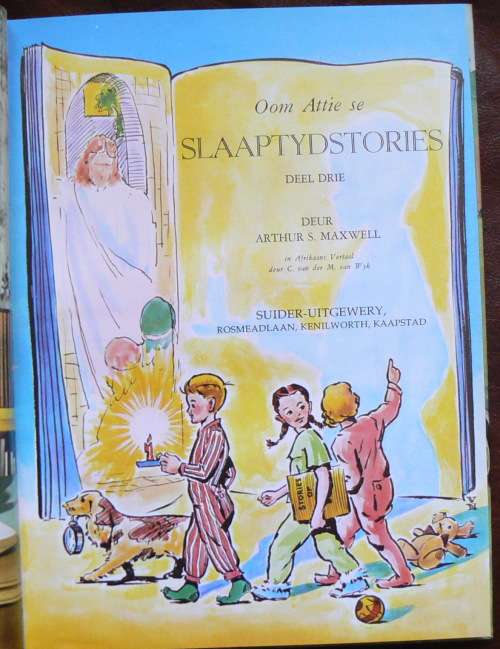 Oom Attie se
SLAAPTYDSTORIES
DEEL DRIE
DEUR
ARTHUR S. MAXWELL
in Afrikaans Vertaal
deur C. van der M. van Wyk
SUIDER-UITGEWERY,
ROSMEADLAAN, KENILWORTH, KAAPSTAD
STORIES
OF